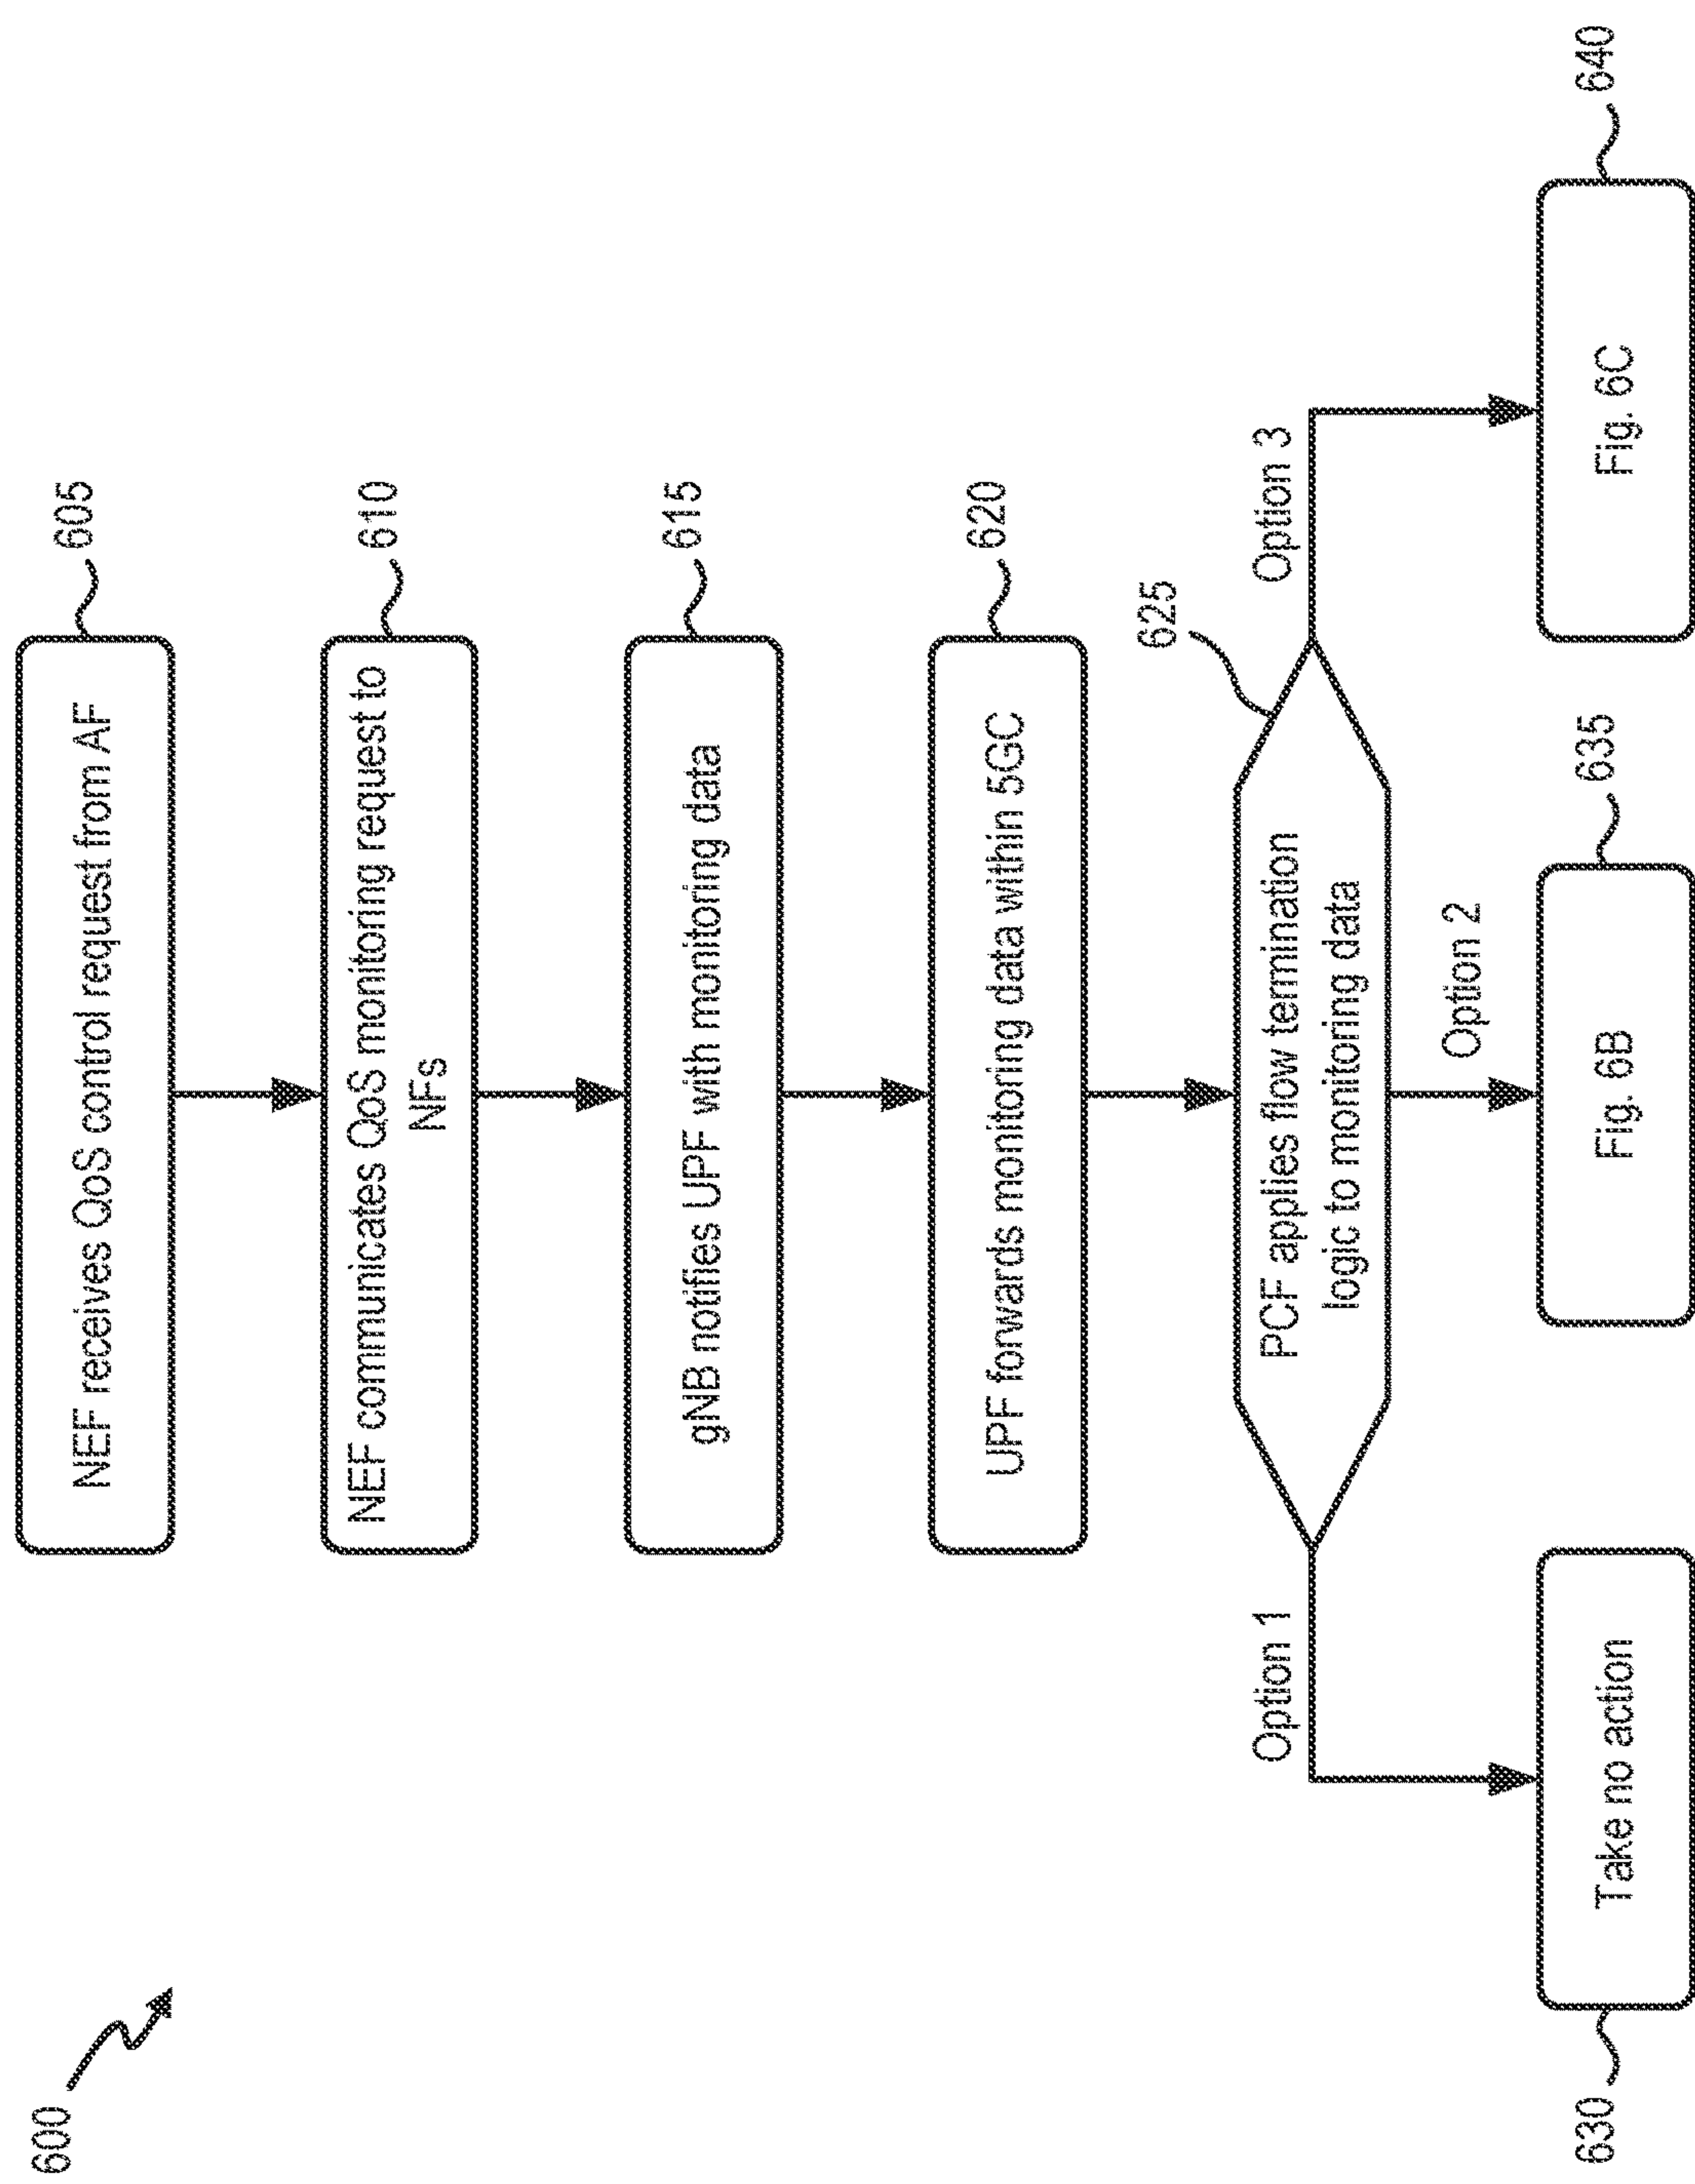 600
NEF receives QoS control request from AF
605
NEF communicates QoS monitoring request to
NFs
610
gNB notifies UPF with monitoring data
615
UPF forwards monitoring data within 5GC
620
625
PCF applies flow termination
logic to monitoring data
Option 1
Option 3
Option 2
630
Take no action
Fig. 6B
635
Fig. 6C
640